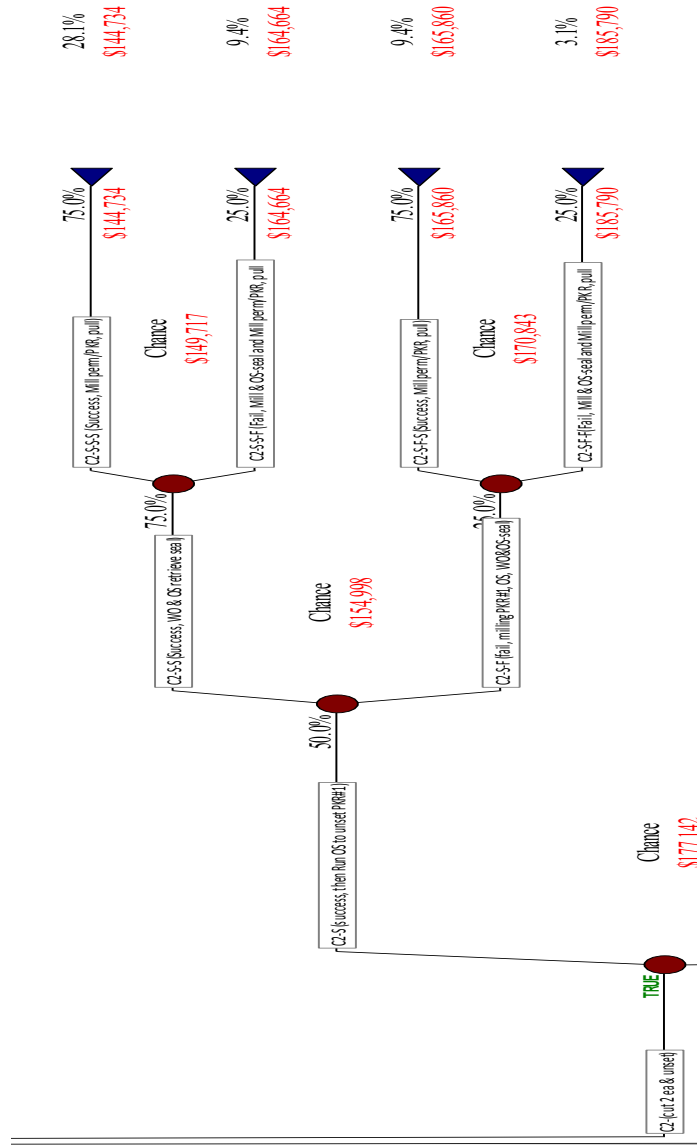 75.0%
28.1%
C2-S-S-S (Success, Mill perm/PKR, pull)
$144,734
$144,734
75.0%
Chance
C2-S-S (Success, WO & OS retrieve seal)
$149,717
25.0%
9.4%
C2-S-S-F (Fail, Mill & OS-seal and Mill perm/PKR, pull
$164,664
$164,664
50.0%
Chance
C2-S (success, then Run OS to unset PKR#1)
$154,998
75.0%
9.4%
C2-S-F-S (Success, Mill perm/PKR, pull)
$165,860
$165,860
25.0%
Chance
C2-S-F (fail, milling PKR#1, OS, WO&OS-seal)
$170,843
25.0%
3.1%
C2-S-F-F (Fail, Mill & OS-seal and Mill perm/PKR, pull
$185,790
$185,790
TRUE
Chance
C2-(cut 2 ea & unset)
$177,142